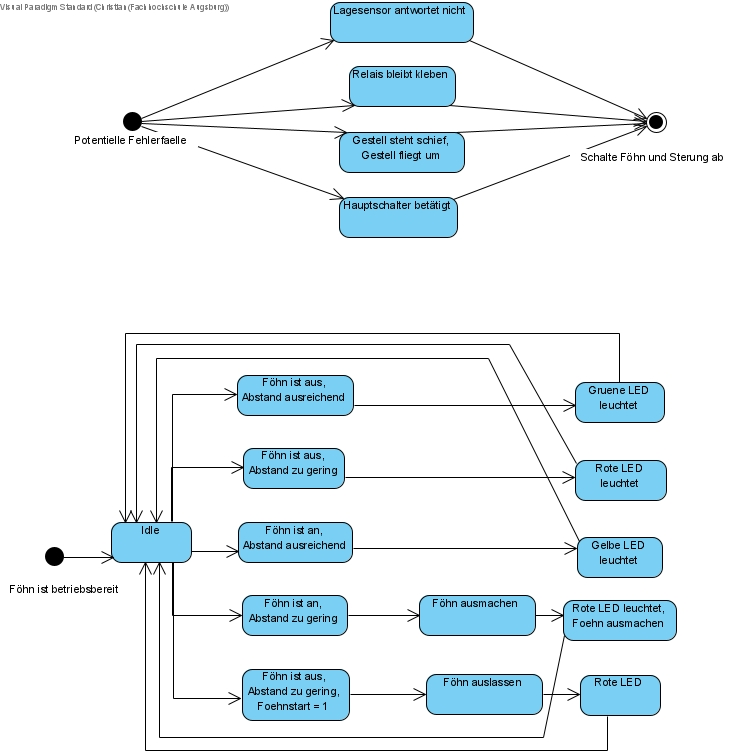 Visual Paradigm Standard (Christian (Fachhochschule Augsburg))
Lagesensor antwortet nicht
Relais bleibt kleben
Potentielle Fehlerfaelle
Gestell steht schief,
Gestell fliegt um
Schalte Föhn und Sterung ab
Hauptschalter betätigt
Föhn ist aus,
Abstand ausreichend
Gruene LED
leuchtet
Föhn ist aus,
Abstand zu gering
Rote LED
leuchtet
Idle
Föhn ist an,
Abstand ausreichend
Gelbe LED
leuchtet
Föhn ist betriebsbereit
Föhn ist an,
Abstand zu gering
Föhn ausmachen
Rote LED leuchtet,
Foehn ausmachen
Föhn ist aus,
Abstand zu gering,
Foehnstart = 1
Föhn auslassen
Rote LED